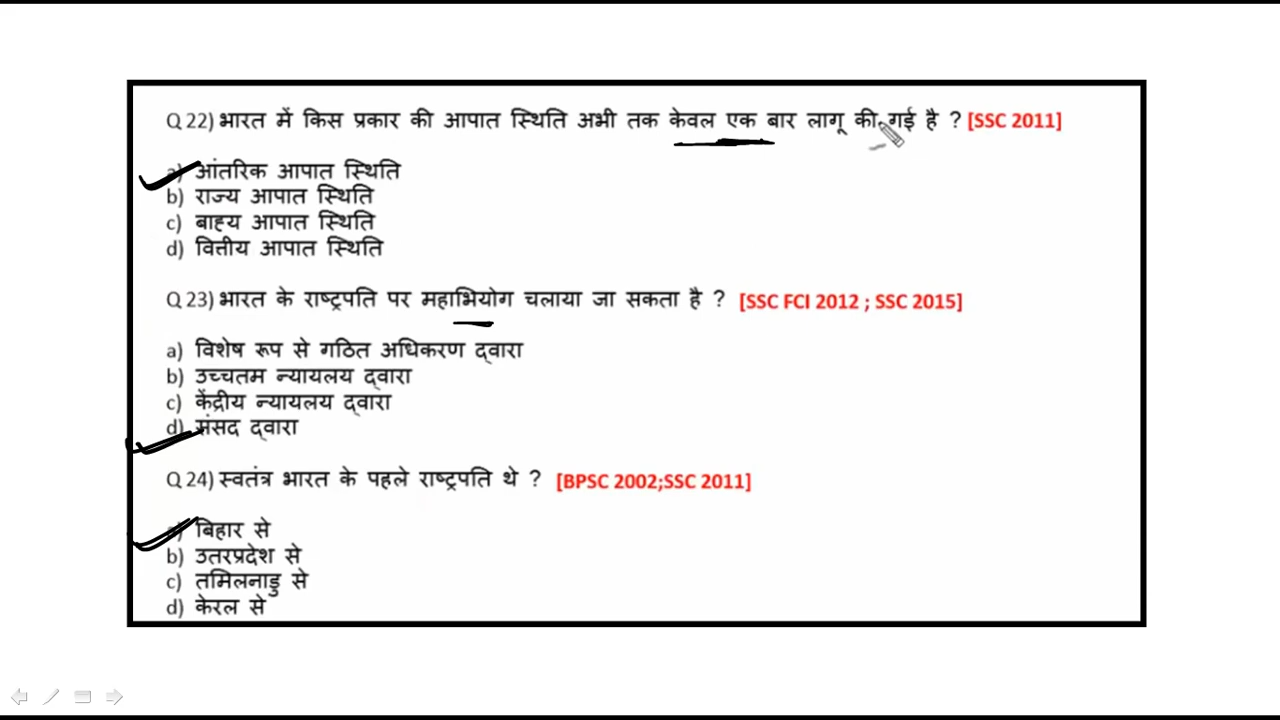 Q 22) भारत में किस प्रकार की आपात स्थिति अभी तक केवल एक बार लागू की गई है ? [SSC 2011]
a) आंतरिक आपात स्थिति
b) राज्य आपात स्थिति
c) बाह्य आपात स्थिति
d) वित्तीय आपात स्थिति
Q 23) भारत के राष्ट्रपति पर महाभियोग चलाया जा सकता है ? [SSC FCI 2012 ; SSC 2015]
a) विशेष रूप से गठित अधिकरण द्वारा
b) उच्चतम न्यायलय द्वारा
c) केंद्रीय न्यायलय द्वारा
d) संसद द्वारा
Q 24) स्वतंत्र भारत के पहले राष्ट्रपति थे ? [BPSC 2002;SSC 2011]
a) बिहार से
b) उतरप्रदेश से
c) तमिलनाडु से
d) केरल से